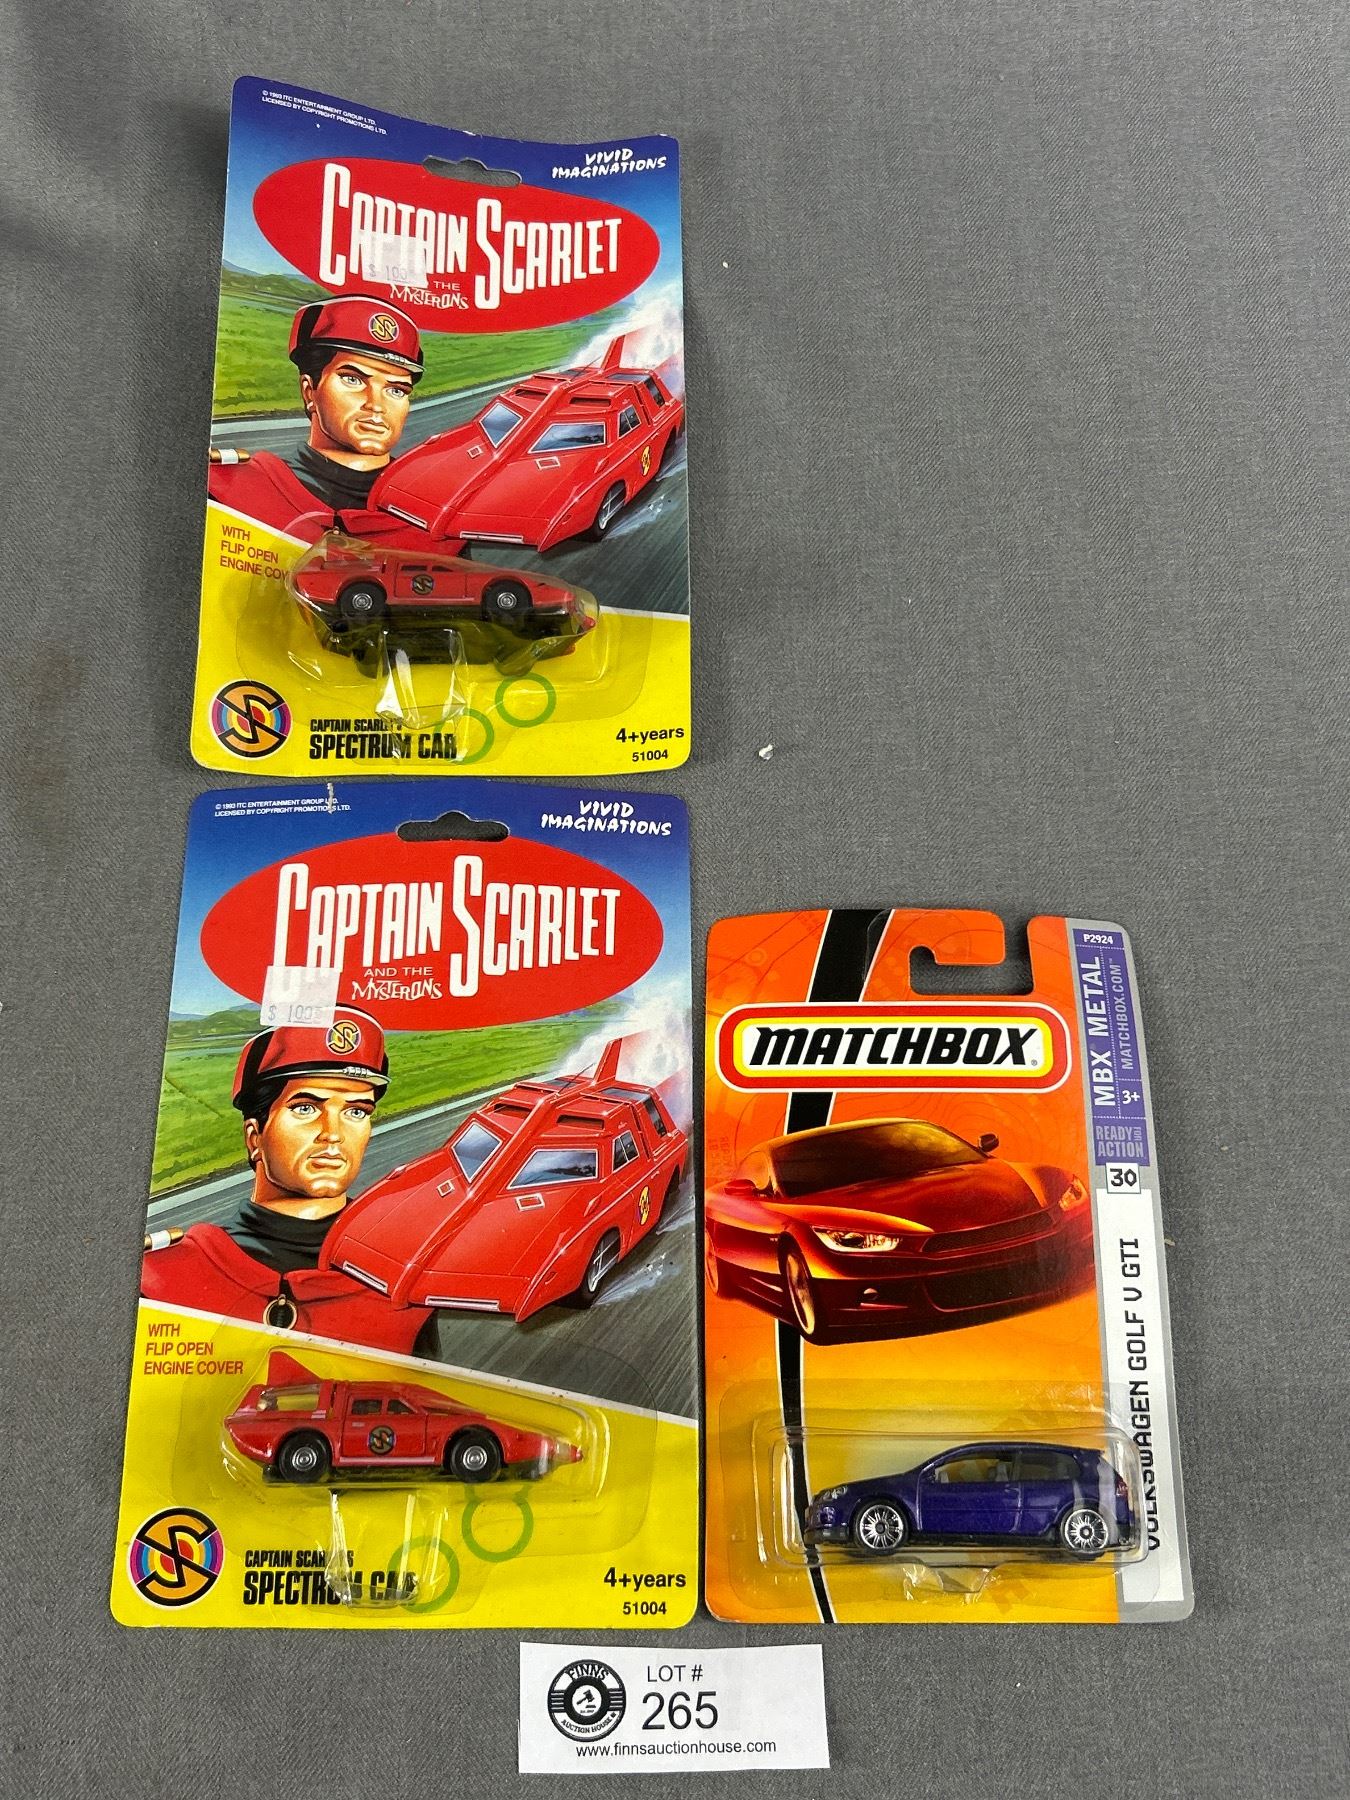 © 1993 ITC ENTERTAINMENT GROUP LTD.
LICENSED BY COPYRIGHT PROMOTIONS LTD.
VIVID
IMAGINATIONS
CAPTAIN SCARLET
THE
MYSTERONS
$ 100
WITH
FLIP OPEN
ENGINE COV
CAPTAIN SCARLET'S
SPECTRUM CAR
4+years
51004
© 1993 ITC ENTERTAINMENT GROUP LTD.
LICENSED BY COPYRIGHT PROMOTIONS LTD.
VIVID
IMAGINATIONS
CAPTAIN SCARLET
AND THE
MYSTERONS
$ 100
WITH
FLIP OPEN
ENGINE COVER
CAPTAIN SCARLET'S
SPECTRUM CAR
4+years
51004
P2924
MBX METAL
MATCHBOX.COM™
3+
READY FOR ACTION
30
VOLKSWAGEN GOLF V GTI
MATCHBOX®
FINNS
AUCTION HOUSE
LOT #
265
www.finnsauctionhouse.com